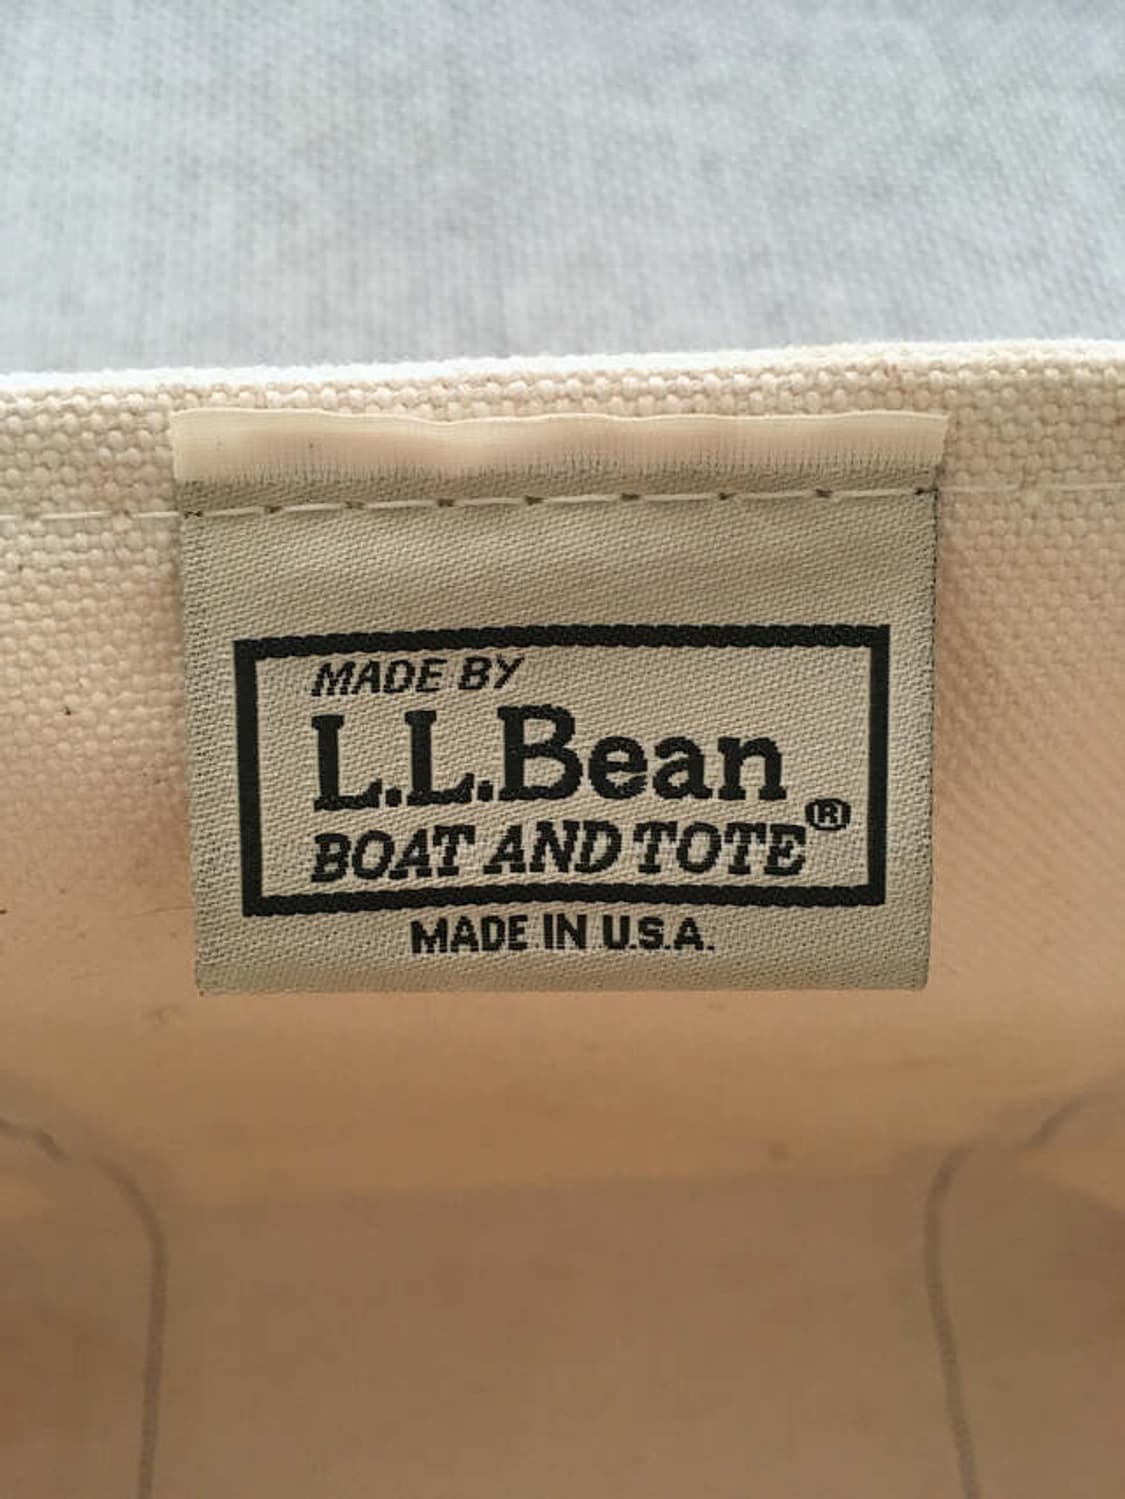 MADE BY
L.L.Bean
BOAT AND TOTE®
MADE IN U.S.A.